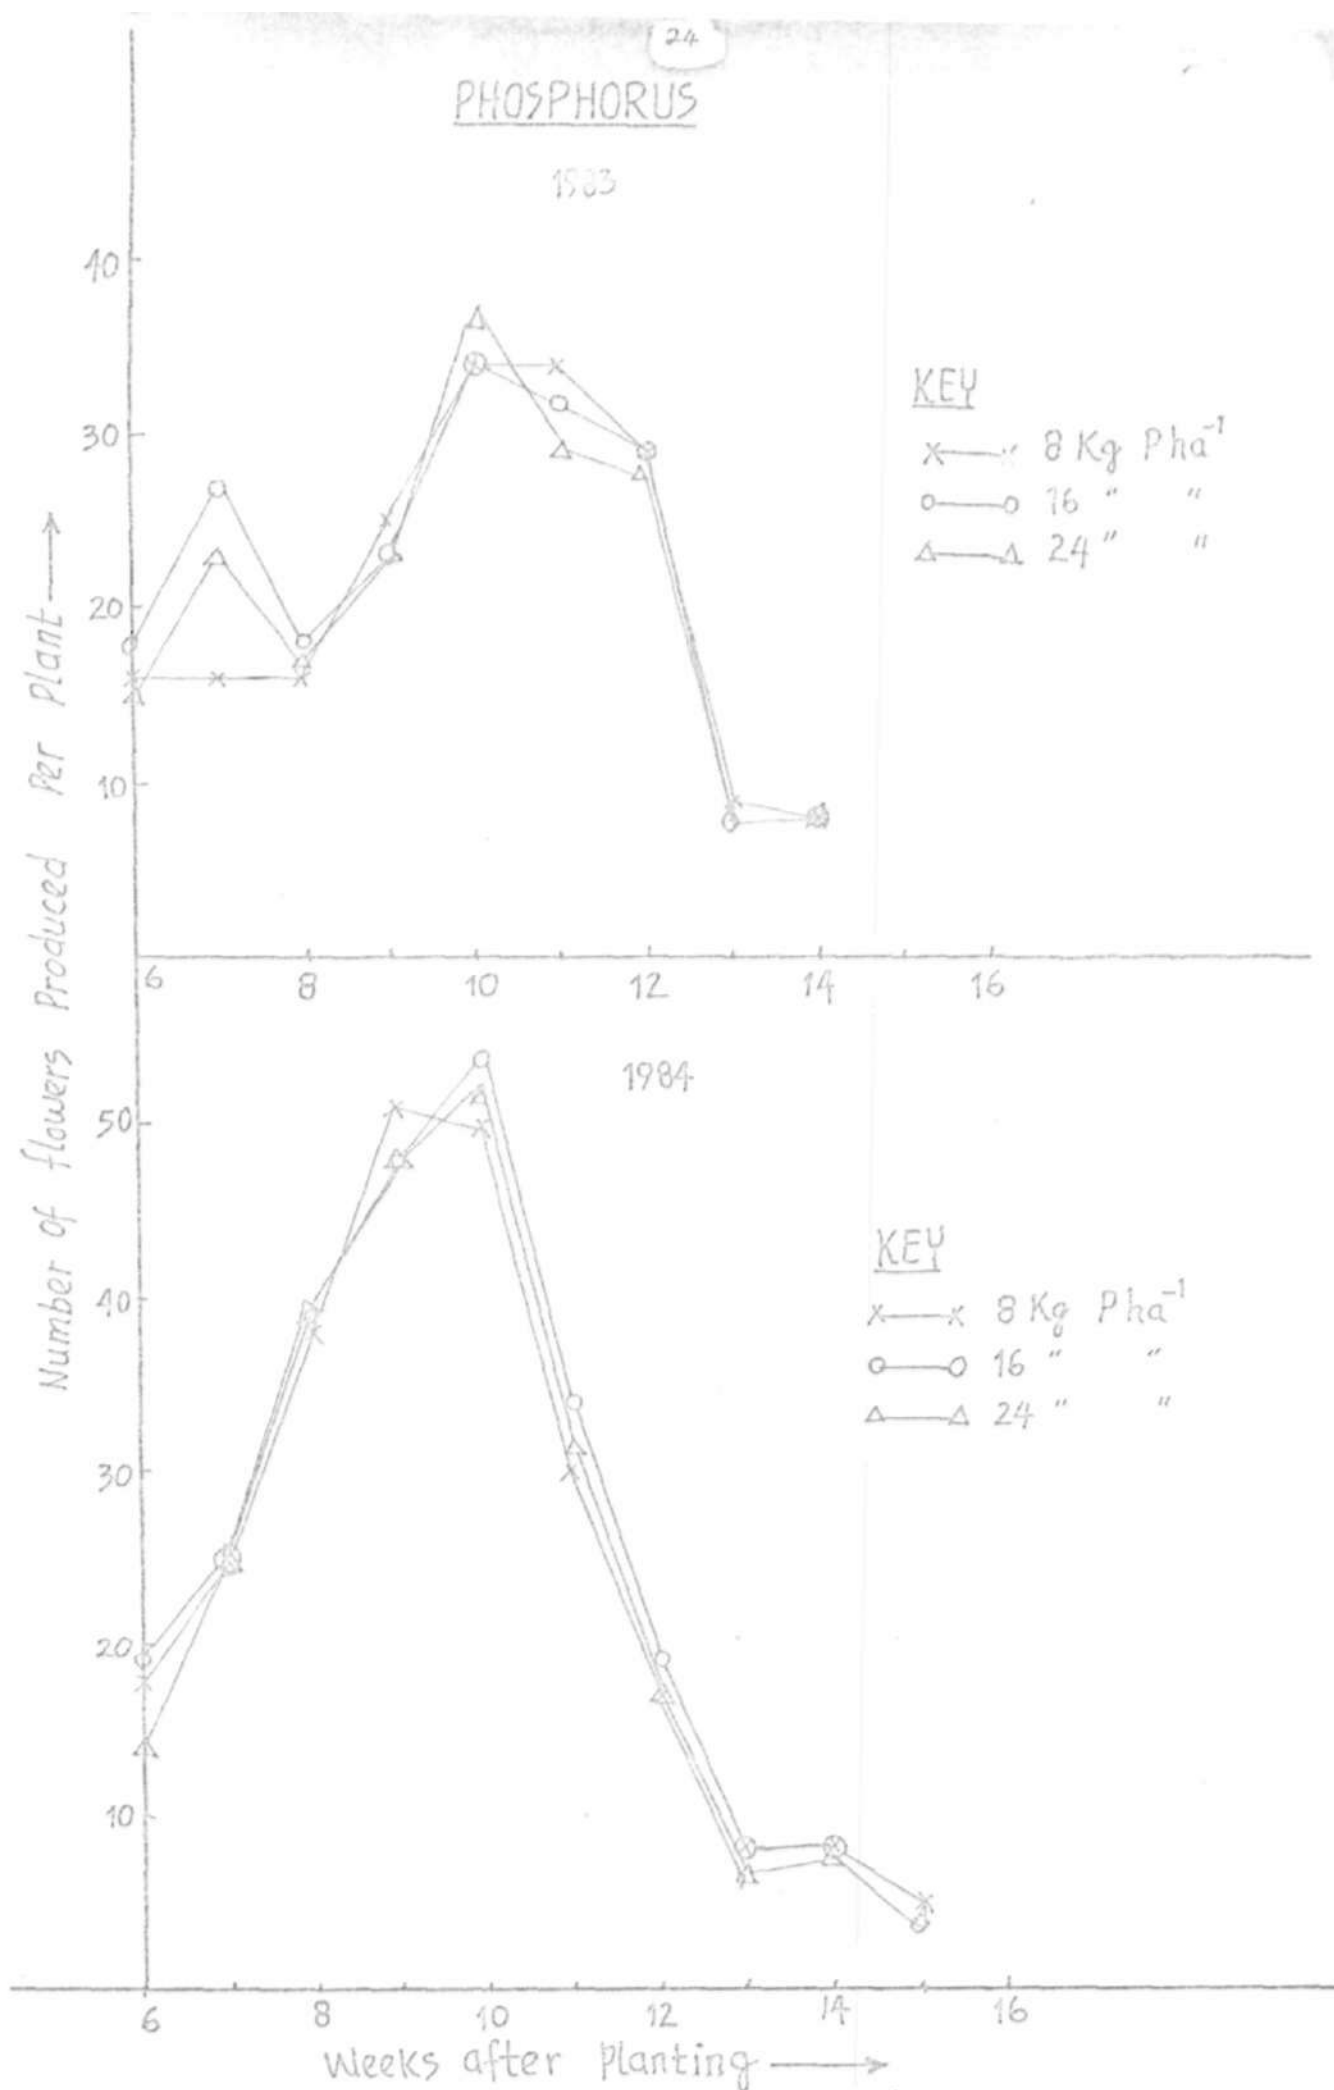 24
PHOSPHORUS
1983
40
30
20
10
KEY
x—x 8 Kg Pha⁻¹
o—o 16 " "
△—△ 24 " "
Number of flowers Produced Per Plant →
6 8 10 12 14 16
1984
50
40
30
20
10
KEY
x—x 8 Kg Pha⁻¹
o—o 16 " "
△—△ 24 " "
6 8 10 12 14 16
Weeks after Planting →